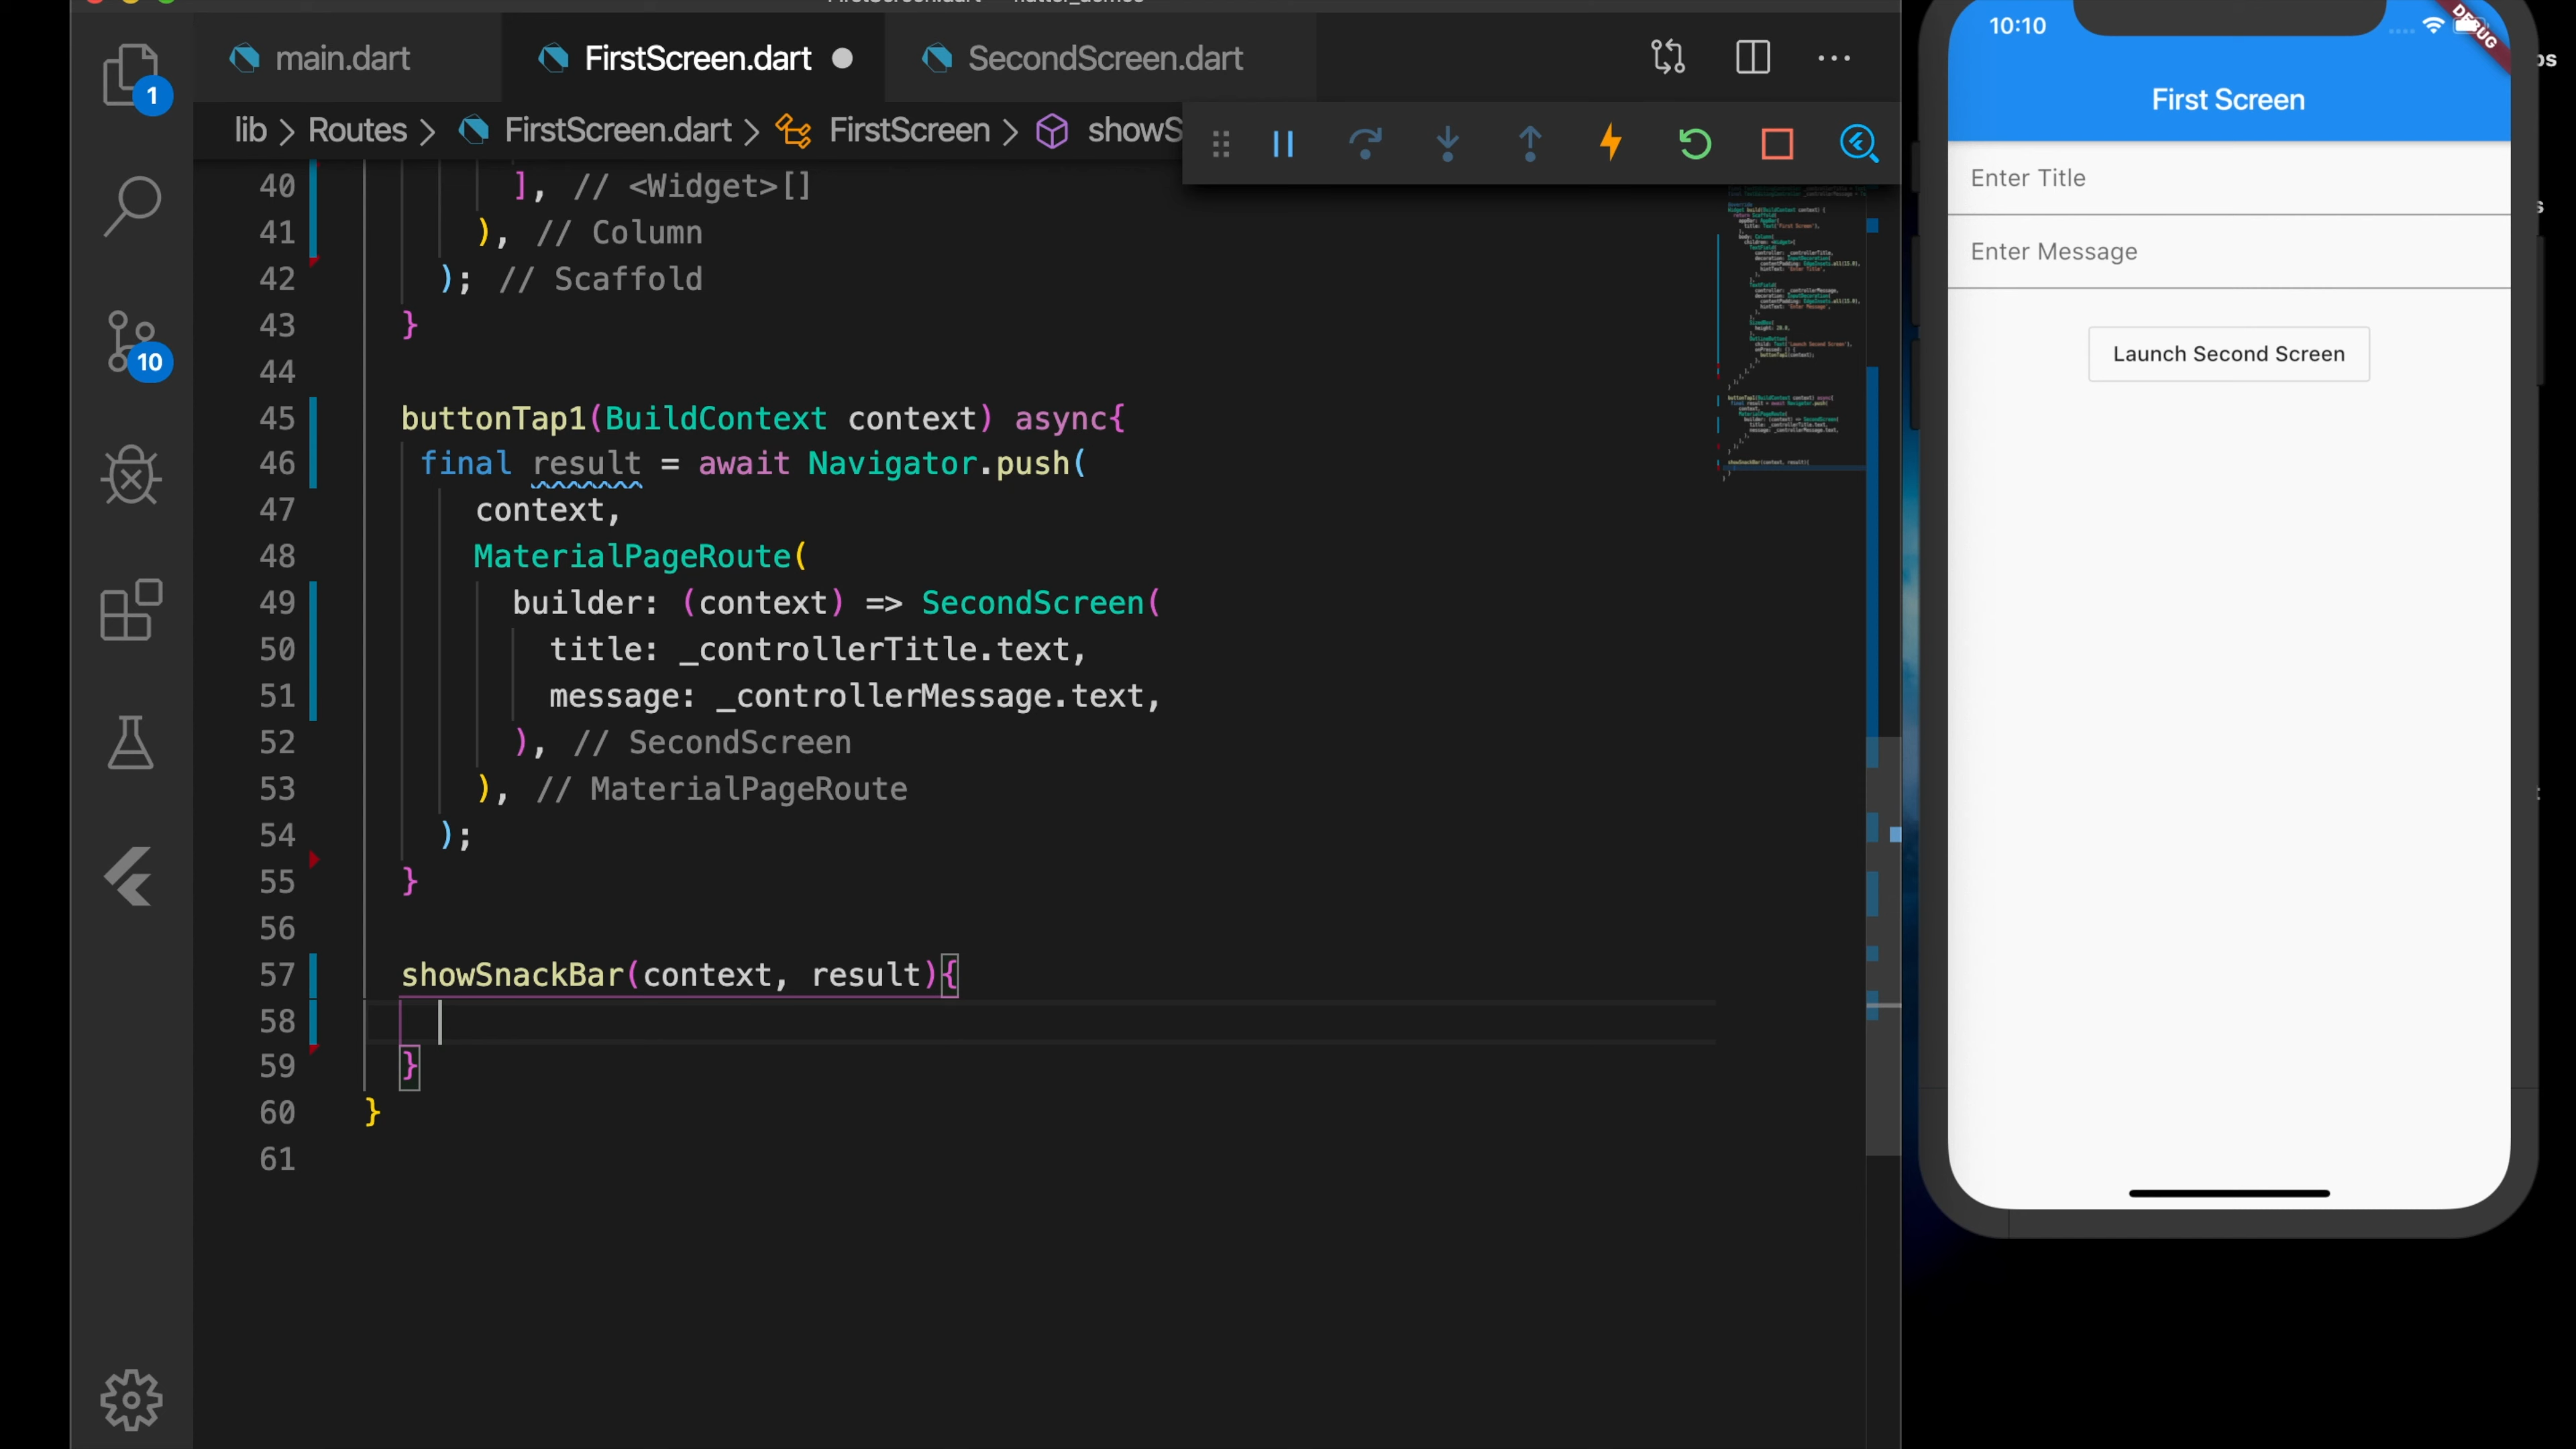 main.dart
FirstScreen.dart
SecondScreen.dart
lib > Routes > FirstScreen.dart > FirstScreen > showS
1
10
40 ], // <Widget>[]
41 ), // Column
42 ); // Scaffold
43 }
44
45 buttonTap1(BuildContext context) async{
46 final result = await Navigator.push(
47 context,
48 MaterialPageRoute(
49 builder: (context) => SecondScreen(
50 title: _controllerTitle.text,
51 message: _controllerMessage.text,
52 ), // SecondScreen
53 ), // MaterialPageRoute
54 );
55 }
56
57 showSnackBar(context, result){
58
59 }
60 }
61
10:10
DEBUG
First Screen
Enter Title
Enter Message
Launch Second Screen